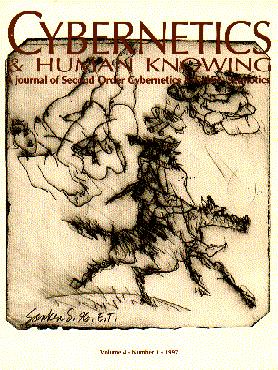 CYBERNETICS
& HUMAN KNOWING
A journal of Second Order Cybernetics
Volume 4 - Number 1 - 1997